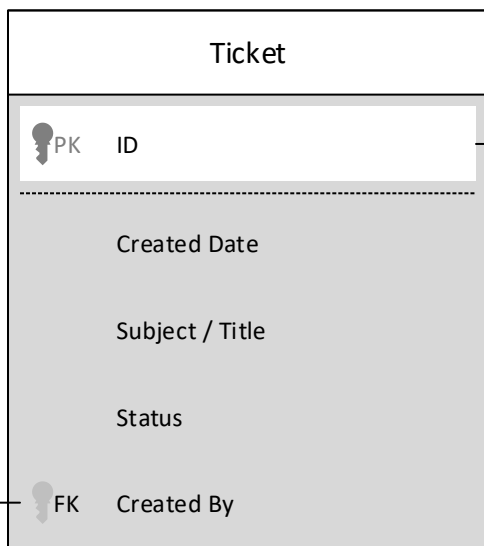 Ticket
PK ID
Created Date
Subject / Title
Status
FK Created By